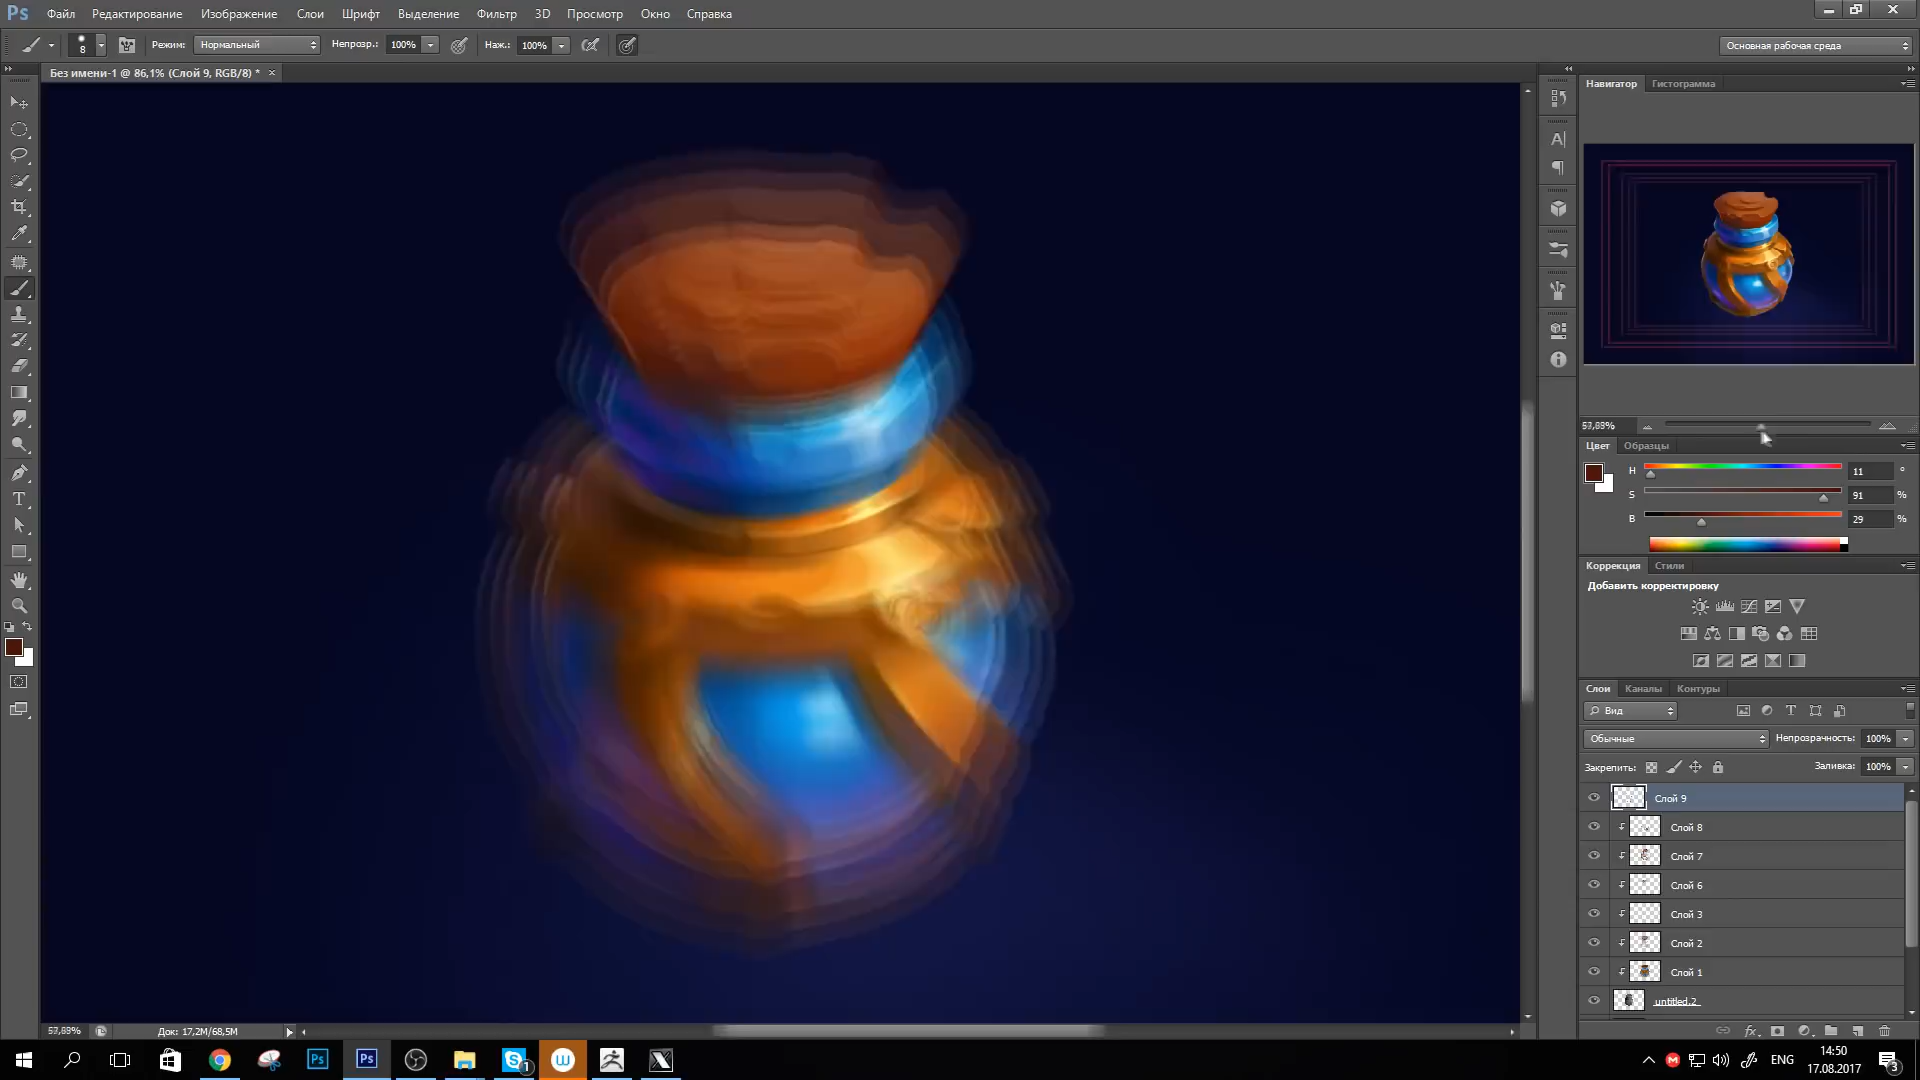 Ps Файл Редактирование Изображение Слои Шрифт Выделение Фильтр 3D Просмотр Окно Справка
8 Режим: Нормальный Непрозр.: 100% Наж.: 100% Основная рабочая среда
Без имени-1 @ 86,1% (Слой 9, RGB/8) * ×
Навигатор Гистограмма
Цвет Образцы
H 11 °
S 91 %
B 29 %
Коррекция Стили
Добавить корректировку
Слои Каналы Контуры
Вид
Обычные Непрозрачность: 100%
Закрепить: Заливка: 100%
Слой 9
Слой 8
Слой 7
Слой 6
Слой 3
Слой 2
Слой 1
untitled.2
Док: 17,2M/68,5M
ENG 14:50
17.08.2017